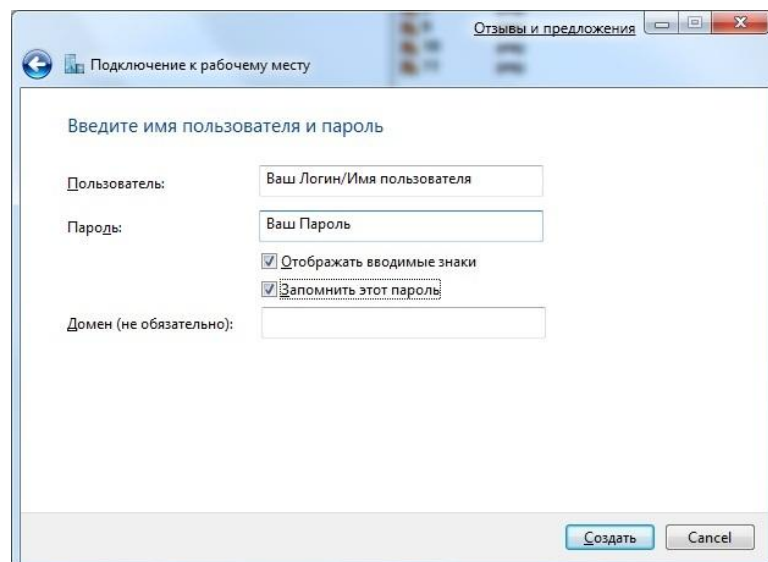 Отзывы и предложения
Подключение к рабочему месту
Введите имя пользователя и пароль
Пользователь: Ваш Логин/Имя пользователя
Пароль: Ваш Пароль
Отображать вводимые знаки
Запомнить этот пароль
Домен (не обязательно):
Создать Cancel